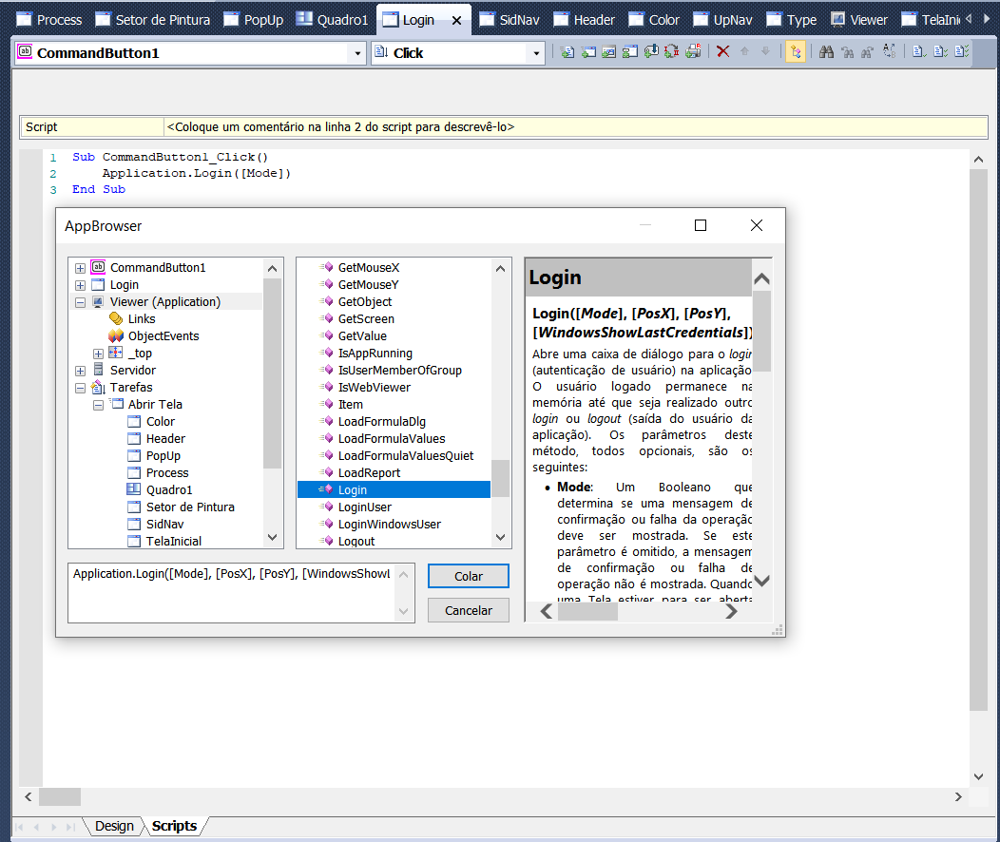 Process Setor de Pintura PopUp Quadro1 Login SidNav Header Color UpNav Type Viewer TelaIni
CommandButton1 Click
Script <Coloque um comentário na linha 2 do script para descrevê-lo>
1 Sub CommandButton1_Click()
2 Application.Login([Mode])
3 End Sub
AppBrowser
CommandButton1
Login
Viewer (Application)
Links
ObjectEvents
_top
Servidor
Tarefas
Abrir Tela
Color
Header
PopUp
Process
Quadro1
Setor de Pintura
SidNav
TelaInicial
GetMouseX
GetMouseY
GetObject
GetScreen
GetValue
IsAppRunning
IsUserMemberOfGroup
IsWebViewer
Item
LoadFormulaDlg
LoadFormulaValues
LoadFormulaValuesQuiet
LoadReport
Login
LoginUser
LoginWindowsUser
Logout
Login
Login([Mode], [PosX], [PosY],
[WindowsShowLastCredentials])
Abre uma caixa de diálogo para o login
(autenticação de usuário) na aplicação.
O usuário logado permanece na
memória até que seja realizado outro
login ou logout (saída do usuário da
aplicação). Os parâmetros deste
método, todos opcionais, são os
seguintes:
• Mode: Um Booleano que
determina se uma mensagem de
confirmação ou falha da operação
deve ser mostrada. Se este
parâmetro é omitido, a mensagem
de confirmação ou falha de
operação não é mostrada. Quando
uma Tela estiver para ser aberta
Application.Login([Mode], [PosX], [PosY], [WindowsShowL
Colar
Cancelar
Design Scripts